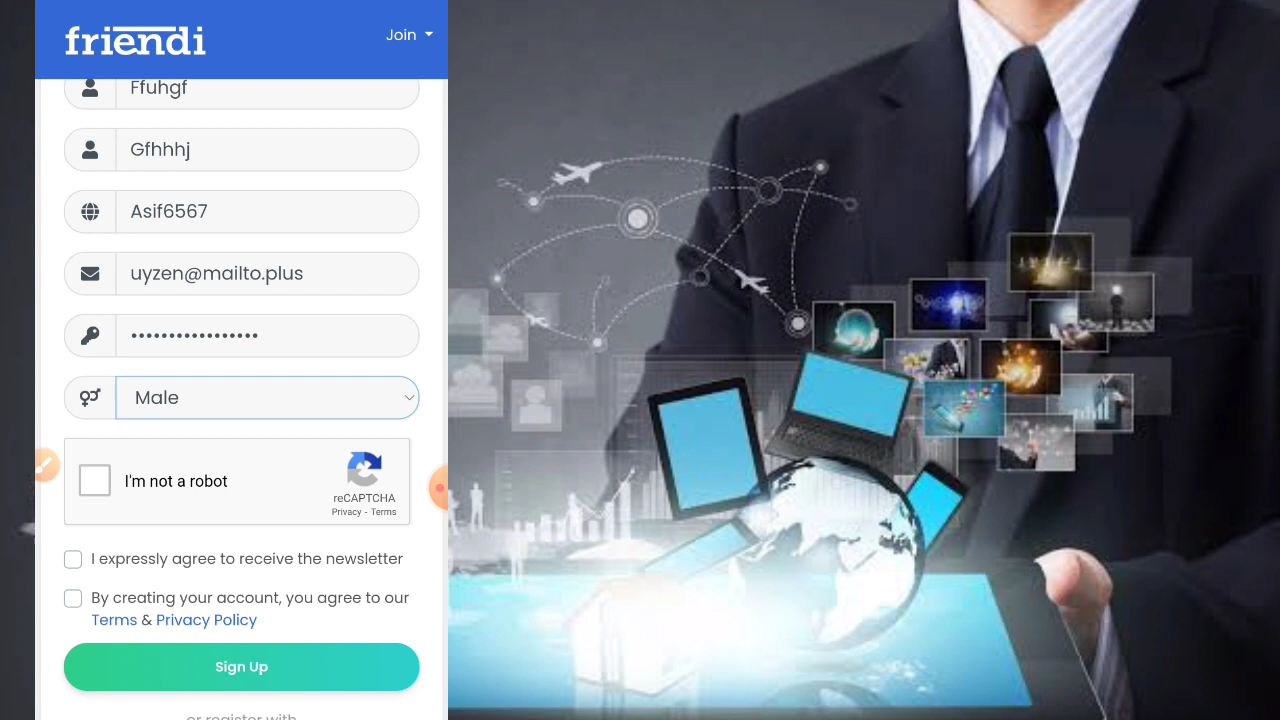 friendi
Join
Ffuhgf
Gfhhhj
Asif6567
uyzen@mailto.plus
•••••••••••••••••
Male
I'm not a robot
reCAPTCHA
Privacy - Terms
I expressly agree to receive the newsletter
By creating your account, you agree to our
Terms & Privacy Policy
Sign Up
or register with